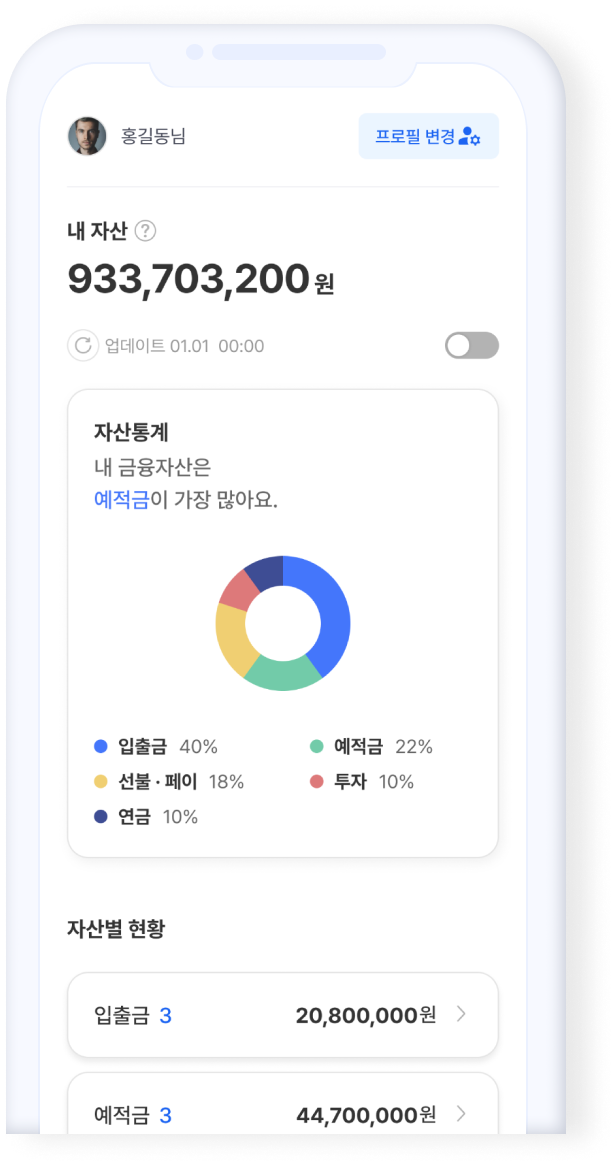 홍길동님
프로필 변경
내 자산 ?
933,703,200원
업데이트 01.01 00:00
자산통계
내 금융자산은
예적금이 가장 많아요.
입출금 40% 예적금 22%
선불 · 페이 18% 투자 10%
연금 10%
자산별 현황
입출금 3 20,800,000원
예적금 3 44,700,000원